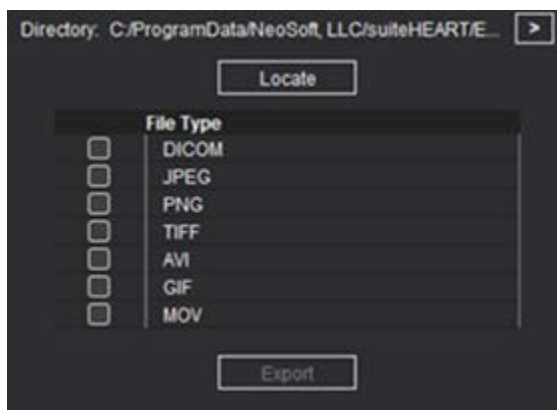 Directory: C:/ProgramData/NeoSoft, LLC/suiteHEART/E... >
Locate
File Type
DICOM
JPEG
PNG
TIFF
AVI
GIF
MOV
Export